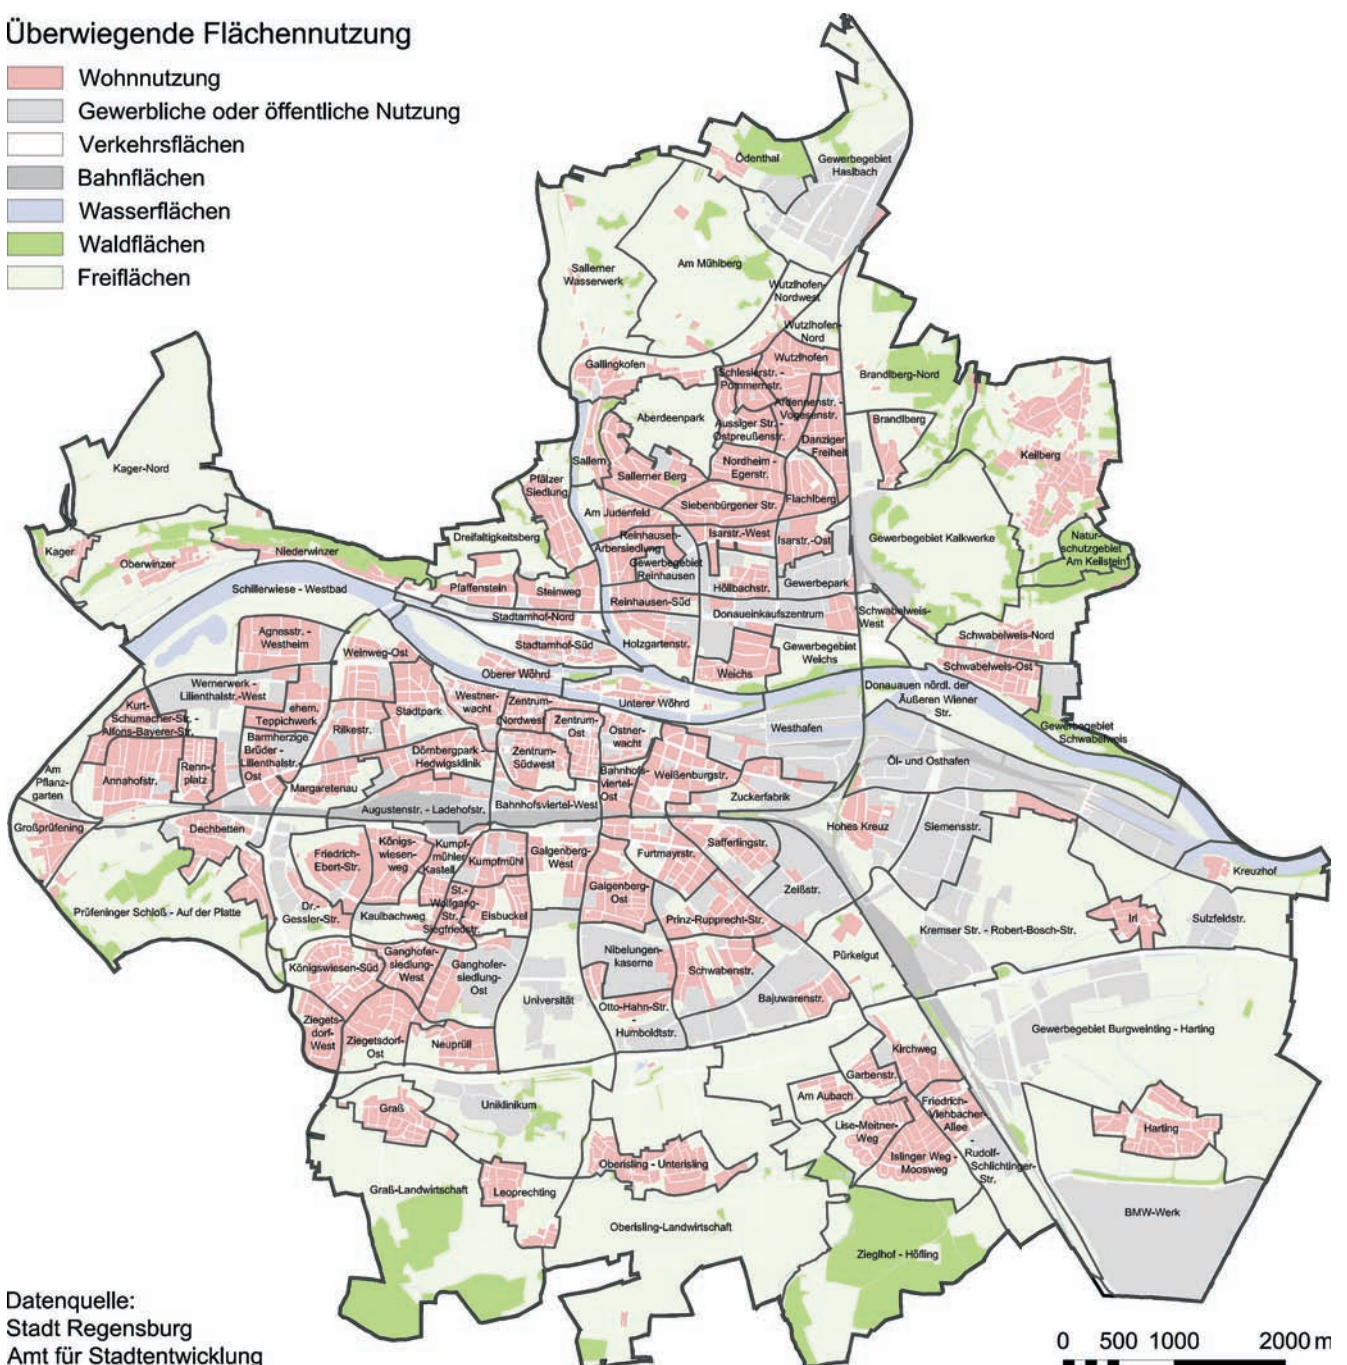 Überwiegende Flächennutzung
Wohnnutzung
Gewerbliche oder öffentliche Nutzung
Verkehrsflächen
Bahnflächen
Wasserflächen
Waldflächen
Freiflächen
Ödenthal
Gewerbegebiet
Haslbach
Sallerner
Wasserwerk
Am Mühlberg
Wutzlhofen-
Nordwest
Wutzlhofen-
Nord
Wutzlhofen
Gallingkofen
Schlesierstr. -
Pommernstr.
Brandlberg-Nord
Ardennenstr. -
Vogesenstr.
Aberdeenpark
Aussiger Str. -
Ostpreußenstr.
Brandlberg
Danziger
Freiheit
Keilberg
Kager-Nord
Sallern
Sallerner Berg
Nordheim -
Egerstr.
Pfälzer
Siedlung
Flachlberg
Siebenbürgener Str.
Am Judenfeld
Dreifaltigkeitsberg
Reinhausen-
Arbersiedlung
Isarstr.-West
Isarstr.-Ost
Gewerbegebiet Kalkwerke
Natur-
schutzgebiet
"Am Keilstein"
Kager
Oberwinzer
Niederwinzer
Gewerbegebiet
Reinhausen
Schillerwiese - Westbad
Pfaffenstein
Steinweg
Höllbachstr.
Gewerbepark
Reinhausen-Süd
Stadtamhof-Nord
Donaueinkaufszentrum
Schwabelweis-
West
Agnesstr. -
Westheim
Weinweg-Ost
Stadtamhof-Süd
Holzgartenstr.
Gewerbegebiet
Weichs
Schwabelweis-Nord
Schwabelweis-Ost
Oberer Wöhrd
Weichs
Wernerwerk -
Lilienthalstr.-West
Donauauen nördl. der
Äußeren Wiener
Str.
Westner-
wacht
Zentrum-
Nordwest
Unterer Wöhrd
Kurt-
Schumacher-Str. -
Alfons-Bayerer-Str.
ehem.
Teppichwerk
Stadtpark
Zentrum-
Ost
Rilkestr.
Ostner-
wacht
Westhafen
Gewerbegebiet
Schwabelweis
Barmherzige
Brüder -
Lilienthalstr.-
Ost
Dörnbergpark -
Hedwigsklinik
Zentrum-
Südwest
Öl- und Osthafen
Am
Pflanz-
garten
Annahofstr.
Renn-
platz
Margaretenau
Bahnhofs-
viertel-
Ost
Weißenburgstr.
Zuckerfabrik
Augustenstr. - Ladehofstr.
Bahnhofsviertel-West
Großprüfening
Dechbetten
Hohes Kreuz
Siemensstr.
Friedrich-
Ebert-Str.
Königs-
wiesen-
weg
Kumpf-
mühler
Kastell
Kumpfmühl
Galgenberg-
West
Furtmayrstr.
Safferlingstr.
Kreuzhof
Prüfeninger Schloß - Auf der Platte
Dr.-
Gessler-Str.
Kaulbachweg
St.-
Wolfgang-
Str. -
Siegfriedstr.
Eisbuckel
Galgenberg-
Ost
Zeißstr.
Prinz-Rupprecht-Str.
Kremser Str. - Robert-Bosch-Str.
Irl
Sulzfeldstr.
Königswiesen-Süd
Ganghofer-
siedlung-
West
Ganghofer-
siedlung-
Ost
Nibelungen-
kaserne
Schwabenstr.
Pürkelgut
Universität
Otto-Hahn-Str.
-
Humboldtstr.
Bajuwarenstr.
Ziegets-
dorf-
West
Ziegetsdorf-
Ost
Neuprüll
Gewerbegebiet Burgweinting - Harting
Kirchweg
Garbenstr.
Graß
Uniklinikum
Am Aubach
Friedrich-
Viehbacher-
Allee
Lise-Meitner-
Weg
Harting
Islinger Weg -
Moosweg
-
Rudolf-
Schlichtinger-
Str.
Oberisling - Unterisling
Graß-Landwirtschaft
Leoprechting
Oberisling-Landwirtschaft
BMW-Werk
Zieglhof - Höfling
Datenquelle:
Stadt Regensburg
Amt für Stadtentwicklung
0 500 1000 2000 m